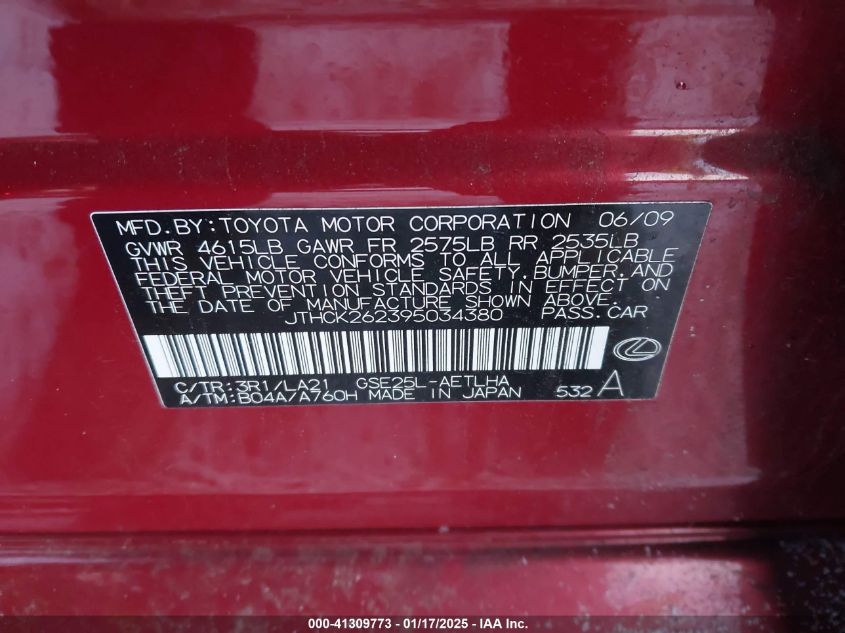 MFD.BY:TOYOTA MOTOR CORPORATION 06/09
GVWR 4615LB GAWR FR 2575LB RR 2535LB
THIS VEHICLE CONFORMS TO ALL APPLICABLE
FEDERAL MOTOR VEHICLE SAFETY,BUMPER,AND
THEFT PREVENTION STANDARDS IN EFFECT ON
THE DATE OF MANUFACTURE SHOWN ABOVE.
JTHCK262395034380 PASS.CAR
C/TR:3R1/LA21 GSE25L-AETLHA
A/TM:B04A/A760H MADE IN JAPAN 532 A
000-41309773 - 01/17/2025 - IAA Inc.